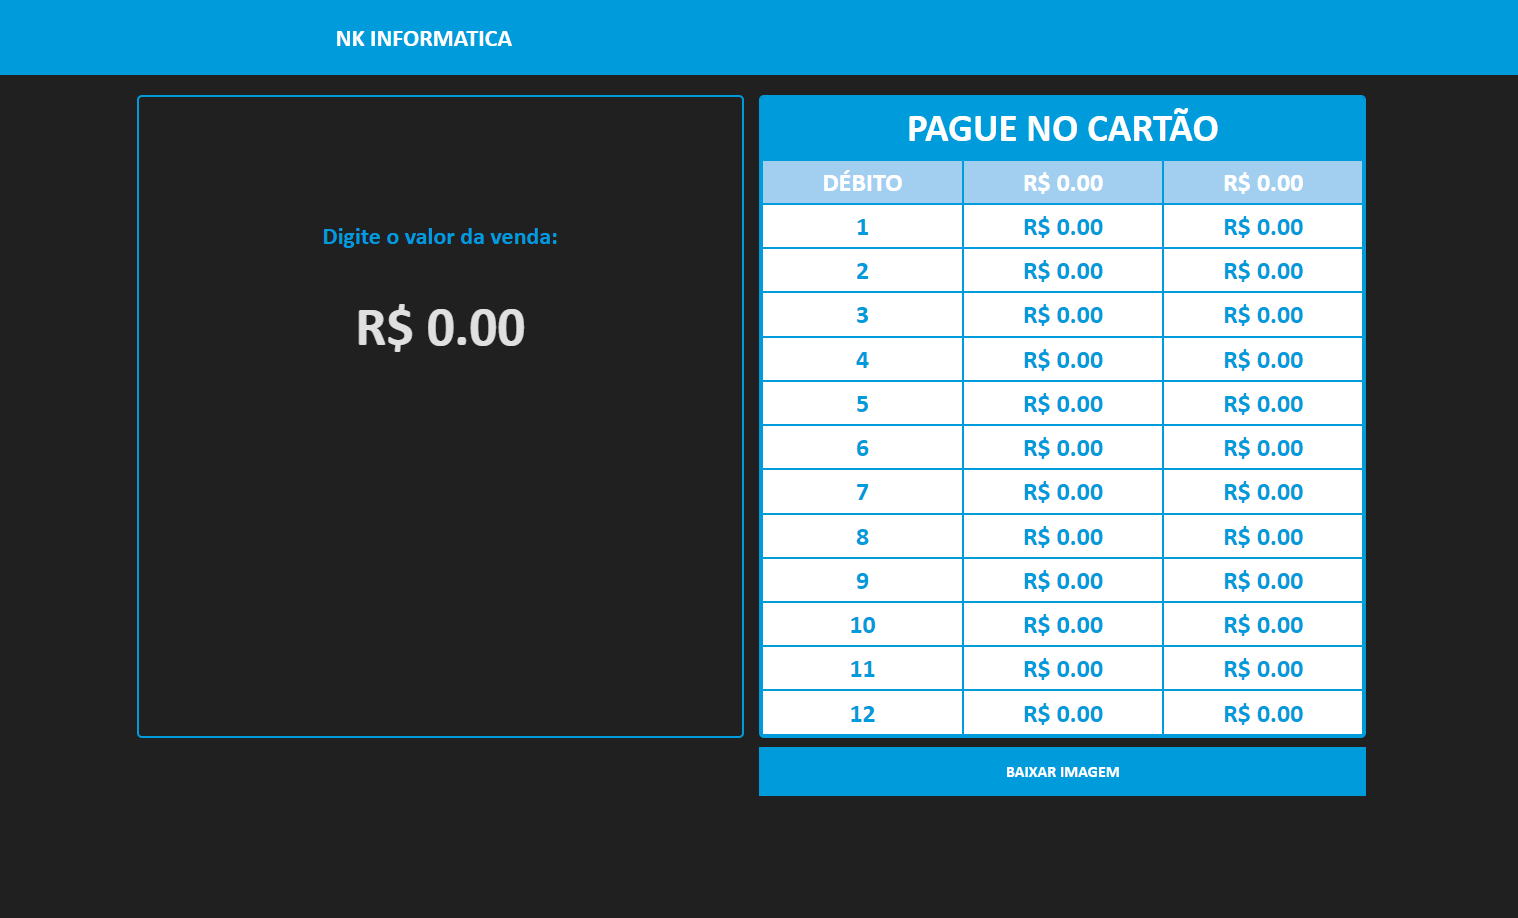 NK INFORMATICA
Digite o valor da venda:
R$ 0.00
PAGUE NO CARTÃO
DÉBITO R$ 0.00 R$ 0.00
1 R$ 0.00 R$ 0.00
2 R$ 0.00 R$ 0.00
3 R$ 0.00 R$ 0.00
4 R$ 0.00 R$ 0.00
5 R$ 0.00 R$ 0.00
6 R$ 0.00 R$ 0.00
7 R$ 0.00 R$ 0.00
8 R$ 0.00 R$ 0.00
9 R$ 0.00 R$ 0.00
10 R$ 0.00 R$ 0.00
11 R$ 0.00 R$ 0.00
12 R$ 0.00 R$ 0.00
BAIXAR IMAGEM